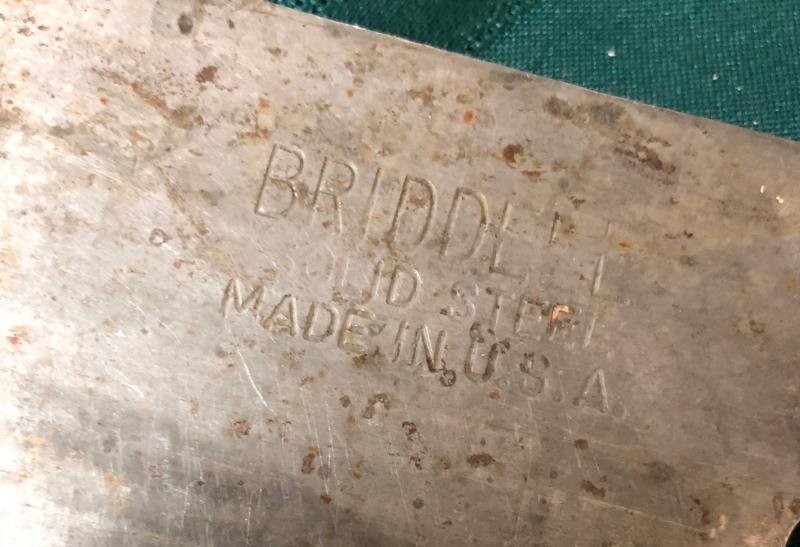 BRIDDELL
SOLID STEEL
MADE IN U.S.A.